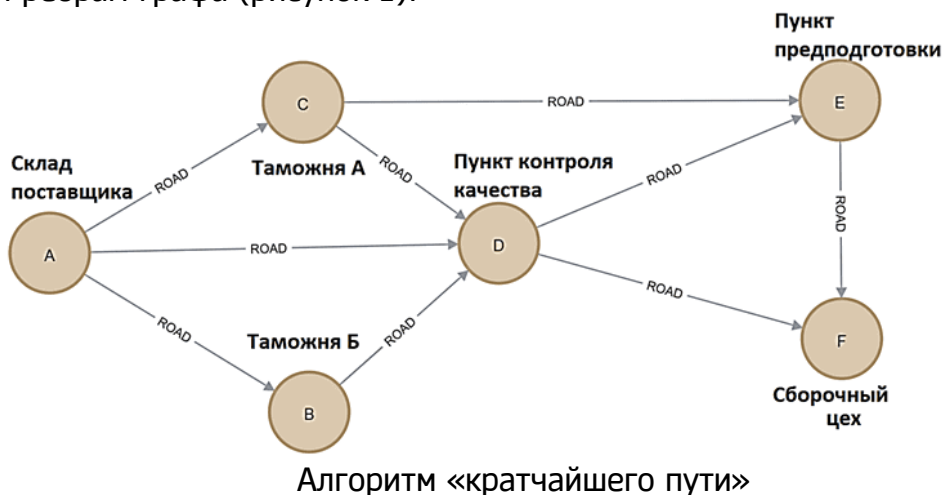 Пункт
предподготовки
C
ROAD
E
Склад
поставщика
ROAD
Таможня А
ROAD
Пункт контроля
качества
ROAD
ROAD
A
ROAD
D
ROAD
ROAD
Таможня Б
ROAD
B
F
Сборочный
цех
Алгоритм «кратчайшего пути»